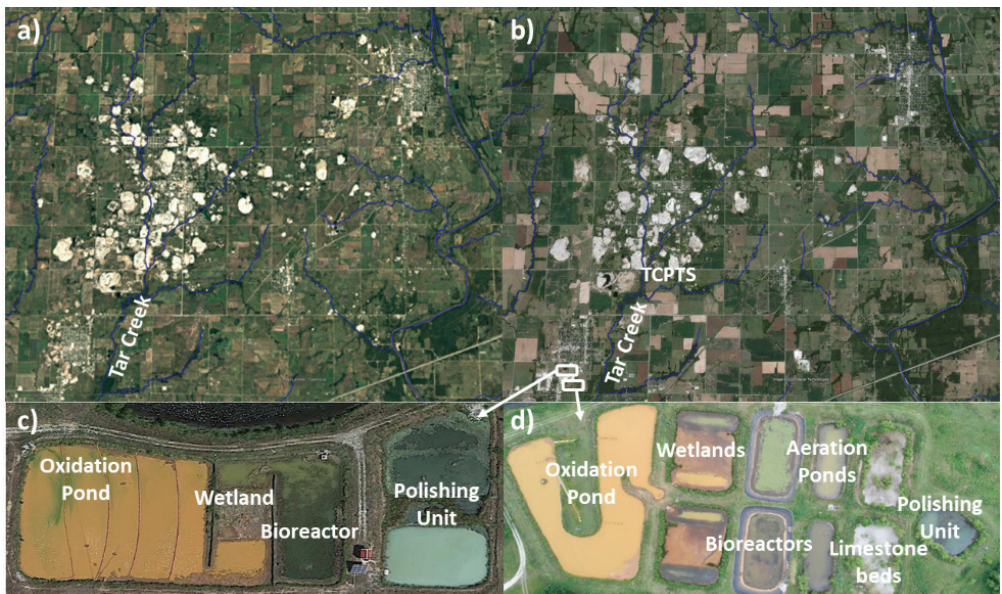 a)
b)
TCPTS
Tar Creek
Tar Creek
c)
d)
Oxidation
Pond
Wetland
Bioreactor
Polishing
Unit
Oxidation
Pond
Wetlands
Aeration
Ponds
Bioreactors
Polishing
Unit
Limestone
beds